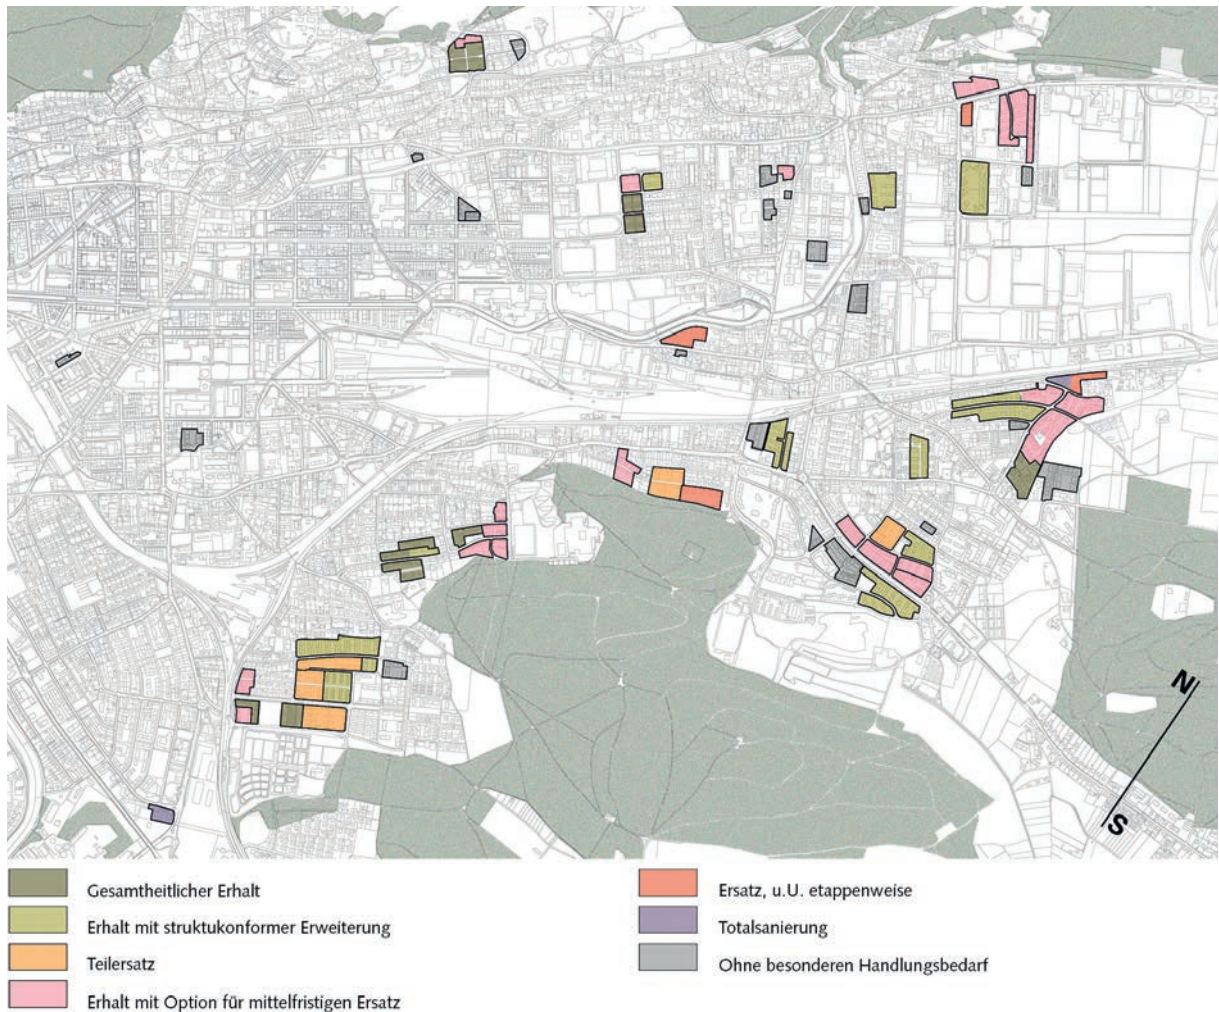 N
S
Gesamtheitlicher Erhalt
Erhalt mit struktukonformer Erweiterung
Teilersatz
Erhalt mit Option für mittelfristigen Ersatz
Ersatz, u.U. etappenweise
Totalsanierung
Ohne besonderen Handlungsbedarf